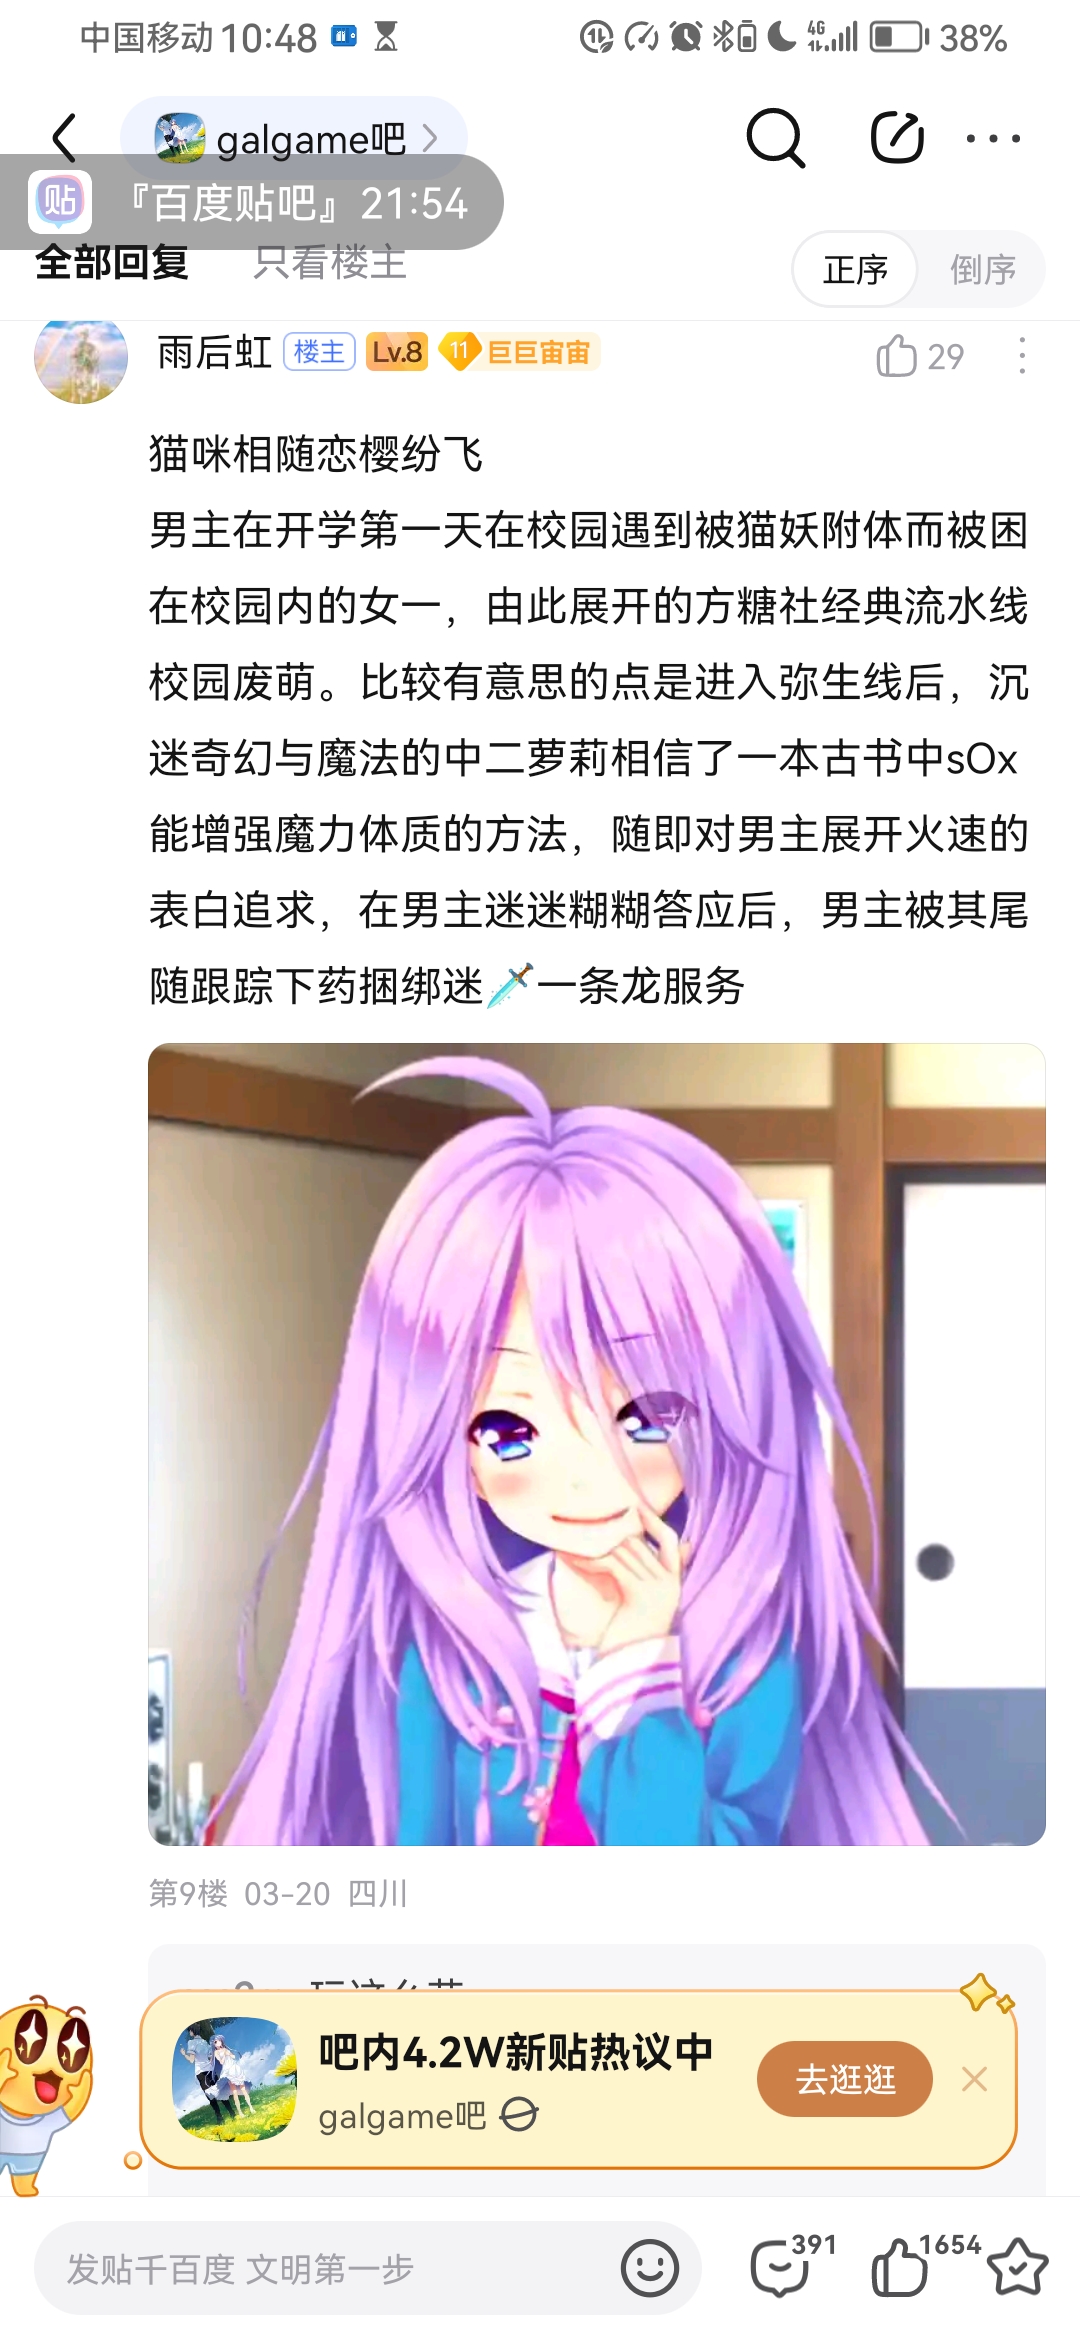 中国移动 10:48 4G 38%
galgame吧
贴 『百度贴吧』 21:54
全部回复 只看楼主 正序 倒序
雨后虹 楼主 Lv.8 11 巨巨宙宙 29
猫咪相随恋樱纷飞
男主在开学第一天在校园遇到被猫妖附体而被困
在校园内的女一，由此展开的方糖社经典流水线
校园废萌。比较有意思的点是进入弥生线后，沉
迷奇幻与魔法的中二萝莉相信了一本古书中sOx
能增强魔力体质的方法，随即对男主展开火速的
表白追求，在男主迷迷糊糊答应后，男主被其尾
随跟踪下药捆绑迷🗡一条龙服务
第9楼 03-20 四川
吧内4.2W新贴热议中
galgame吧
去逛逛
发贴千百度 文明第一步 391 1654